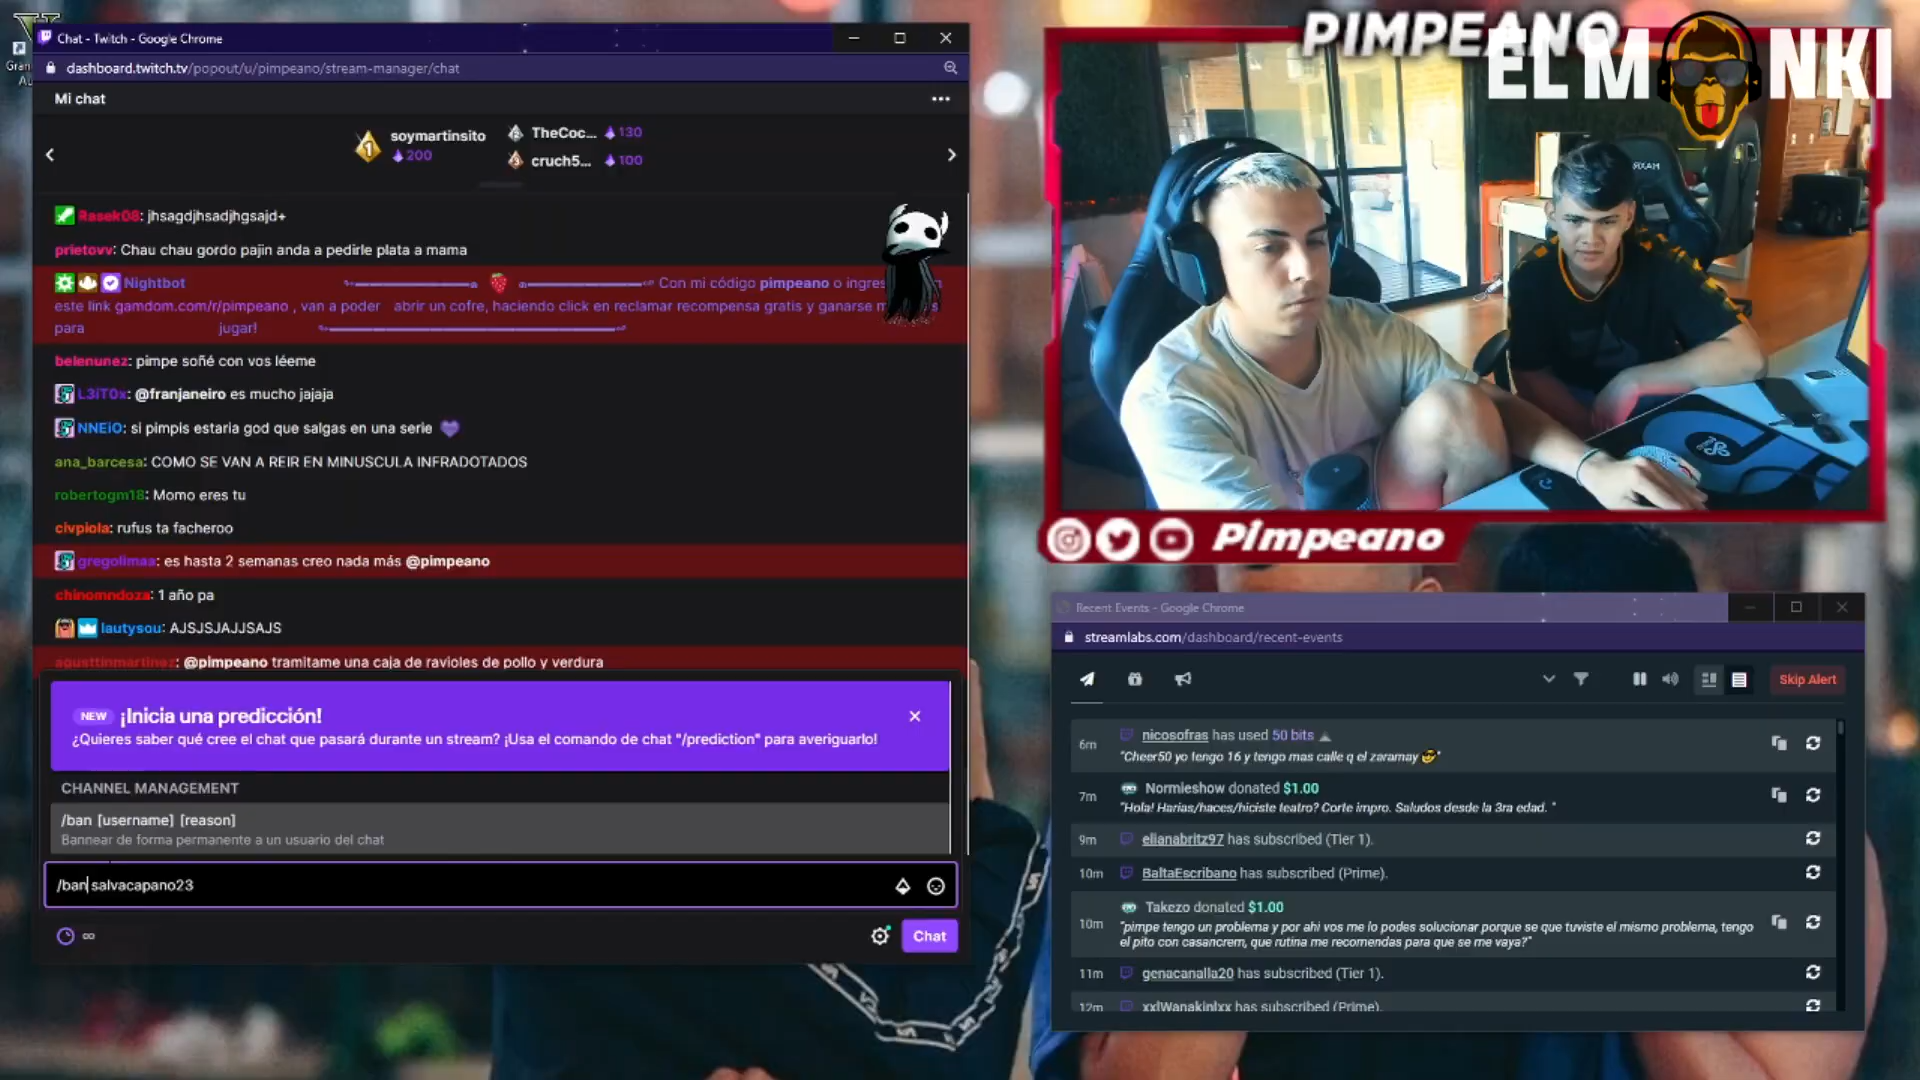 Chat - Twitch - Google Chrome
dashboard.twitch.tv/popout/u/pimpeano/stream-manager/chat
Mi chat
soymartinsito
200
TheCoc... 130
cruch5... 100
Rasek08: jhsagdjhsadjhgsajd+
prietovv: Chau chau gordo pajin anda a pedirle plata a mama
Nightbot Con mi código pimpeano o ingres
este link gamdom.com/r/pimpeano , van a poder abrir un cofre, haciendo click en reclamar recompensa gratis y ganarse
para jugar!
belenunez: pimpe soñé con vos léeme
L3iT0x: @franjaneiro es mucho jajaja
NNEiO: si pimpis estaria god que salgas en una serie
ana_barcesa: COMO SE VAN A REIR EN MINUSCULA INFRADOTADOS
robertogm18: Momo eres tu
civpiola: rufus ta facheroo
gregolimaa: es hasta 2 semanas creo nada más @pimpeano
chinomndoza: 1 año pa
lautysou: AJSJSJAJJSAJS
agusttinmartinez: @pimpeano tramitame una caja de ravioles de pollo y verdura
NEW ¡Inicia una predicción!
¿Quieres saber qué cree el chat que pasará durante un stream? ¡Usa el comando de chat "/prediction" para averiguarlo!
CHANNEL MANAGEMENT
/ban [username] [reason]
Bannear de forma permanente a un usuario del chat
/ban salvacapano23
Chat
PIMPEANO
EL M NKI
Pimpeano
Recent Events - Google Chrome
streamlabs.com/dashboard/recent-events
Skip Alert
6m nicosofras has used 50 bits
"Cheer50 yo tengo 16 y tengo mas calle q el zaramay 😎"
7m Normieshow donated $1.00
"Hola! Harias/haces/hiciste teatro? Corte impro. Saludos desde la 3ra edad. "
9m elianabritz97 has subscribed (Tier 1).
10m BaltaEscribano has subscribed (Prime).
10m Takezo donated $1.00
"pimpe tengo un problema y por ahi vos me lo podes solucionar porque se que tuviste el mismo problema, tengo
el pito con casancrem, que rutina me recomendas para que se me vaya?"
11m genacanalla20 has subscribed (Tier 1).
12m xxlWanakinlxx has subscribed (Prime).